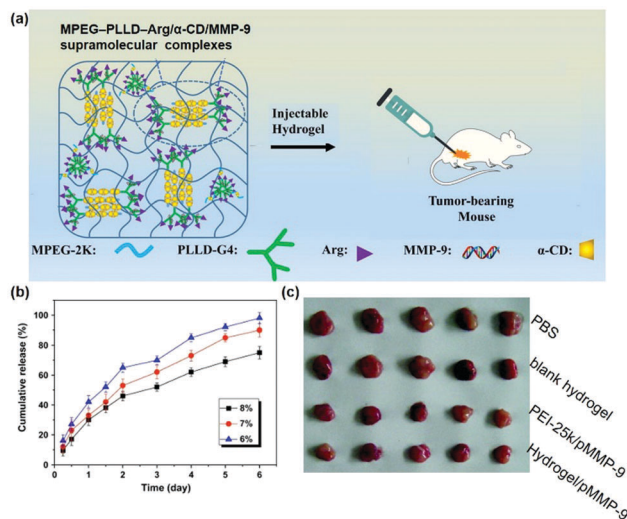 (a)
MPEG–PLLD–Arg/α-CD/MMP-9
supramolecular complexes
Injectable
Hydrogel
Tumor-bearing
Mouse
MPEG-2K:
PLLD-G4:
Arg:
MMP-9:
α-CD:
(b)
Cumulative release (%)
100
80
60
40
20
0
8%
7%
6%
0
1
2
3
4
5
6
Time (day)
(c)
PBS
blank hydrogel
PEI-25k/pMMP-9
Hydrogel/pMMP-9